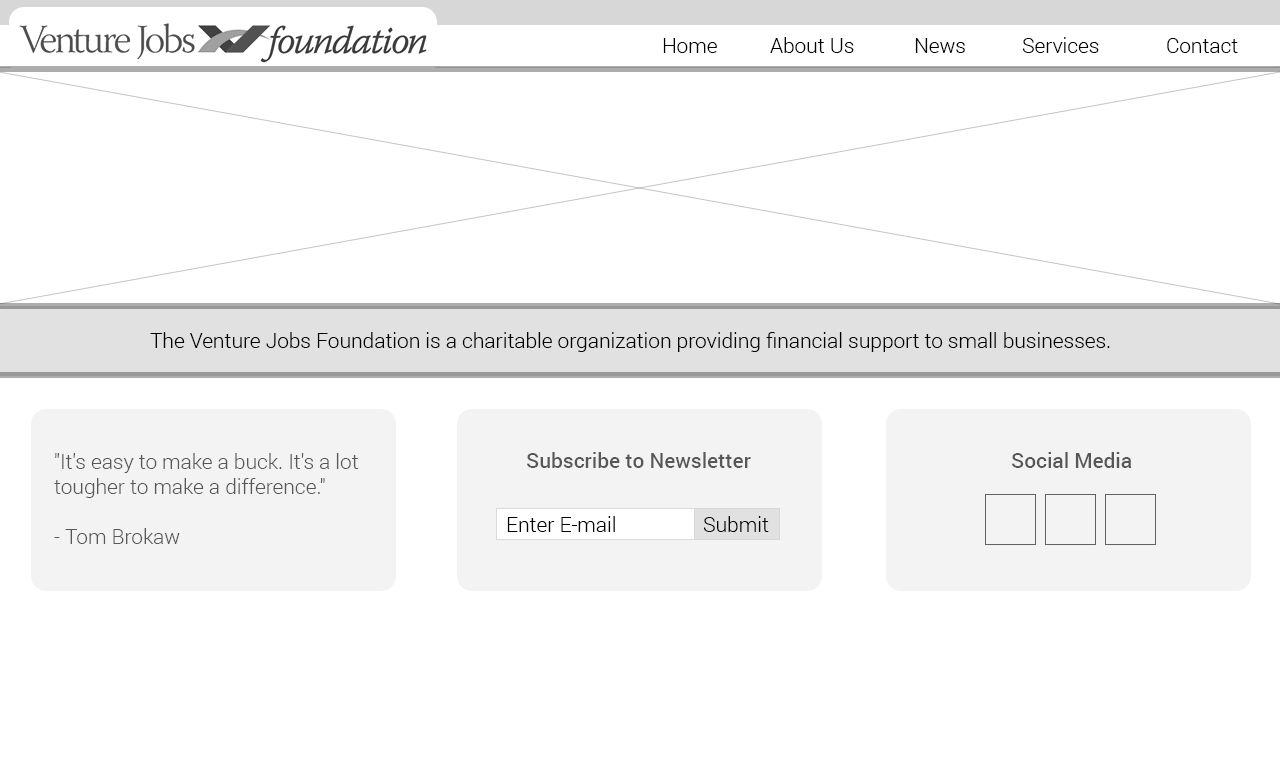 Venture Jobs foundation
Home About Us News Services Contact
The Venture Jobs Foundation is a charitable organization providing financial support to small businesses.
"It's easy to make a buck. It's a lot
tougher to make a difference."
- Tom Brokaw
Subscribe to Newsletter
Enter E-mail Submit
Social Media